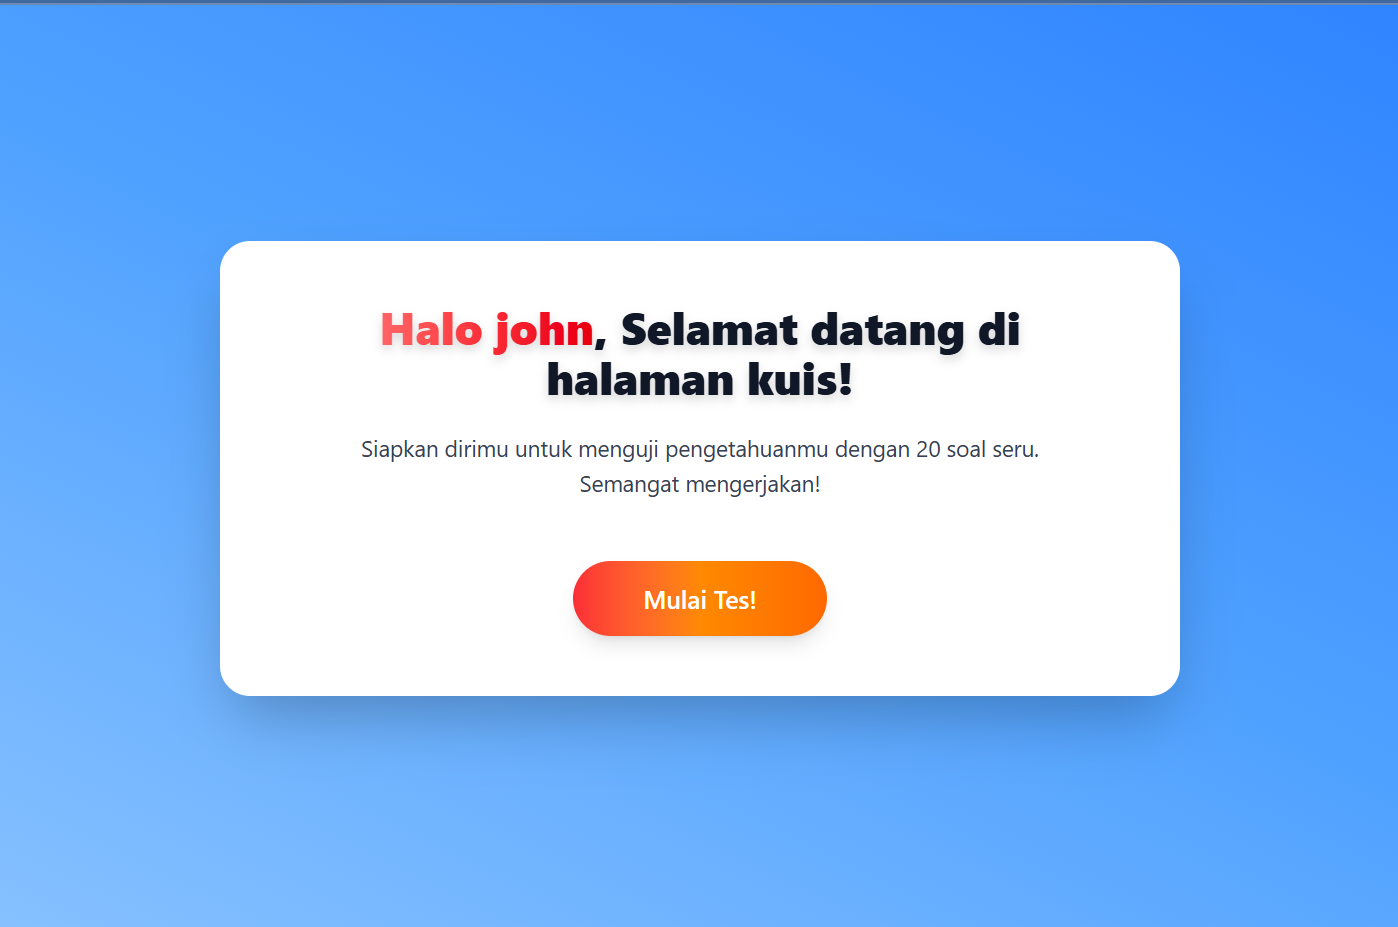 Halo john, Selamat datang di
halaman kuis!
Siapkan dirimu untuk menguji pengetahuanmu dengan 20 soal seru.
Semangat mengerjakan!
Mulai Tes!